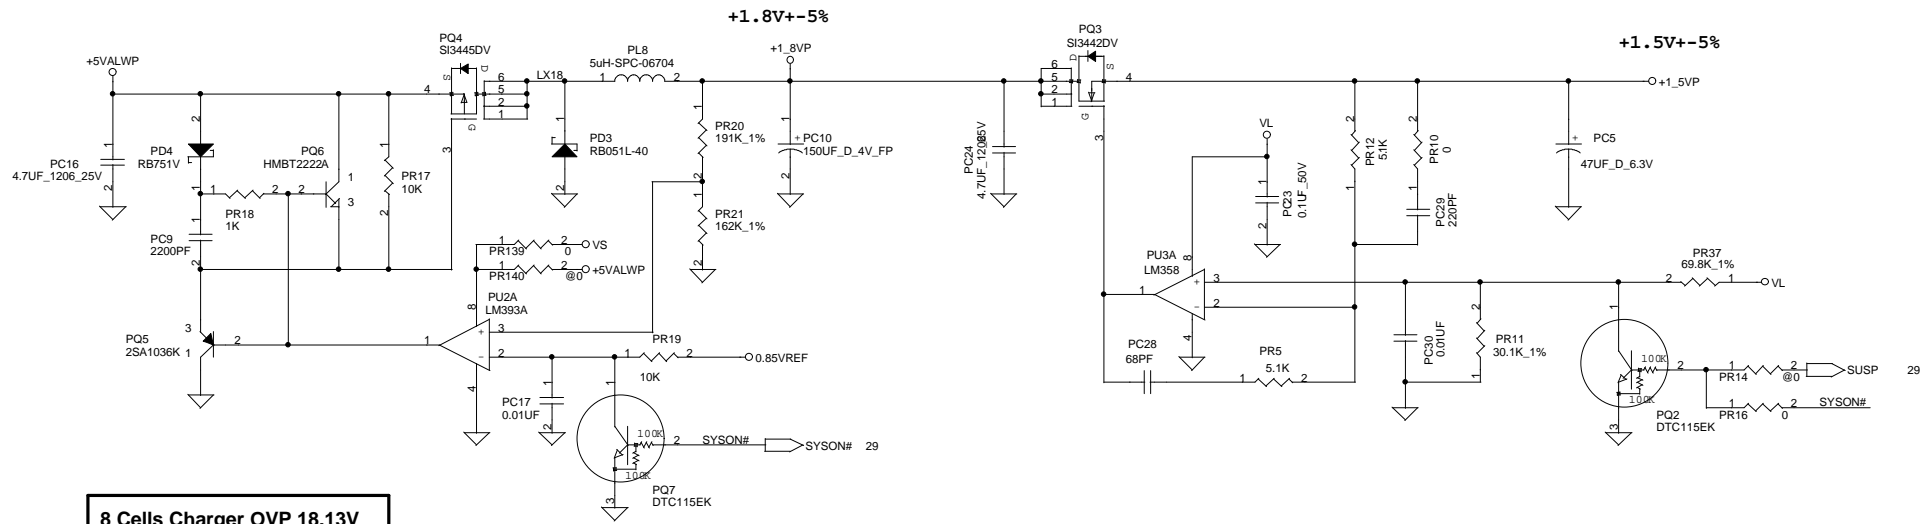 +1.8V+-5%
+1.5V+-5%
+5VALWP
PQ4
SI3445DV
PL8
5uH-SPC-06704
LX18
+1_8VP
PQ3
SI3442DV
+1_5VP
PC16
4.7UF_1206_25V
PD4
RB751V
PQ6
HMBT2222A
PR17
10K
PR18
1K
PC9
2200PF
PD3
RB051L-40
PR20
191K_1%
PC10
150UF_D_4V_FP
PR21
162K_1%
PC24
VL
PC23
0.1UF_50V
PR12
5.1K
PR10
0
PC29
220PF
PC5
47UF_D_6.3V
PR139
0
VS
PR140
@0
+5VALWP
PU2A
LM393A
PU3A
LM358
PR37
69.8K_1%
VL
PQ5
2SA1036K
PR19
10K
0.85VREF
PC17
0.01UF
PC28
68PF
PR5
5.1K
PC30
0.01UF
PR11
30.1K_1%
100K
100K
PQ7
DTC115EK
SYSON#
SYSON# 29
100K
100K
PQ2
DTC115EK
PR14
@0
SUSP 29
PR16
0
SYSON#
8 Cells Charger OVP 18.13V